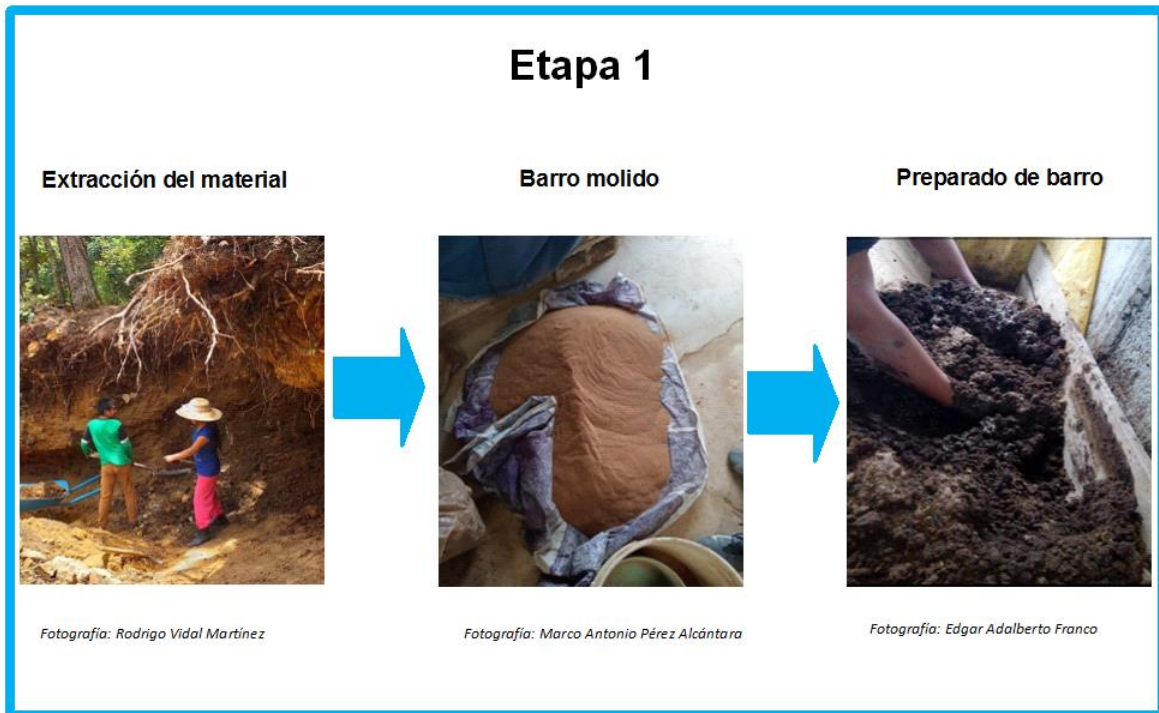 Etapa 1
Extracción del material
Barro molido
Preparado de barro
Fotografía: Rodrigo Vidal Martínez
Fotografía: Marco Antonio Pérez Alcántara
Fotografía: Edgar Adalberto Franco